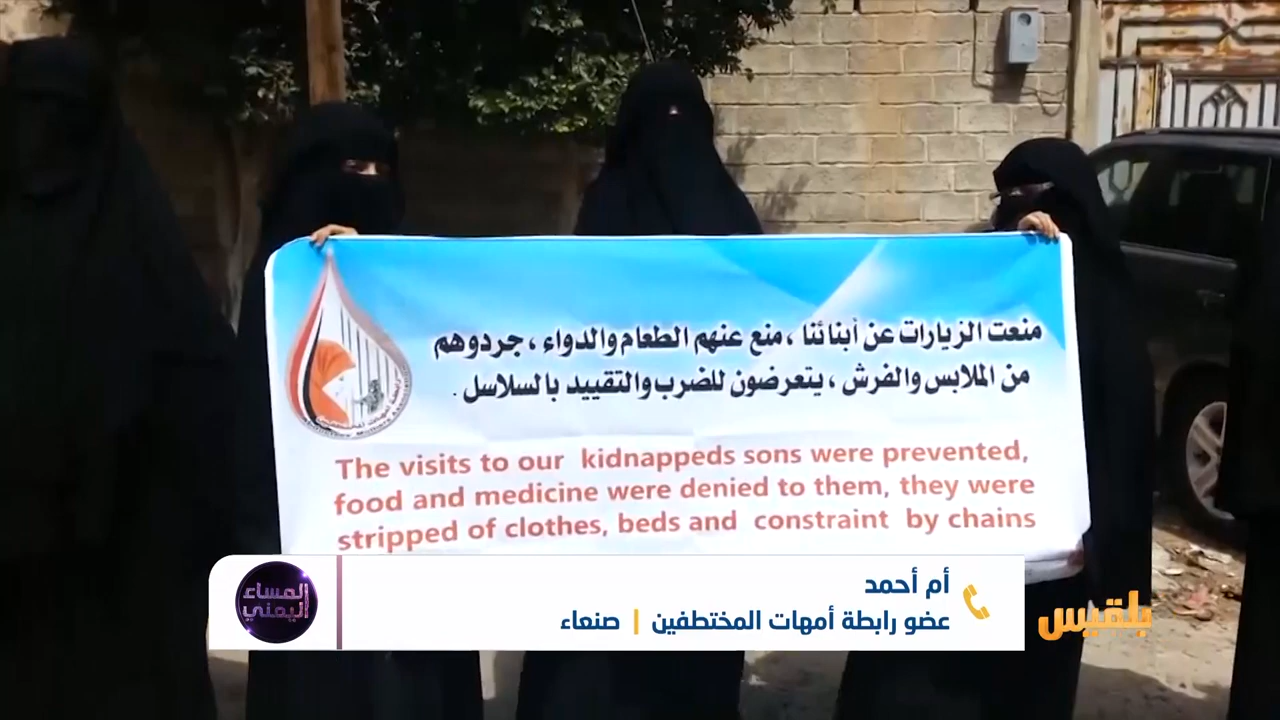 منعت الزيارات عن أبنائنا ، منع عنهم الطعام والدواء ، جردوهم
من الملابس والفرش ، يتعرضون للضرب والتقييد بالسلاسل .
The visits to our kidnappeds sons were prevented,
food and medicine were denied to them, they were
stripped of clothes, beds and constraint by chains
أم أحمد
عضو رابطة أمهات المختطفين | صنعاء
المساء
اليمني
بلقيس